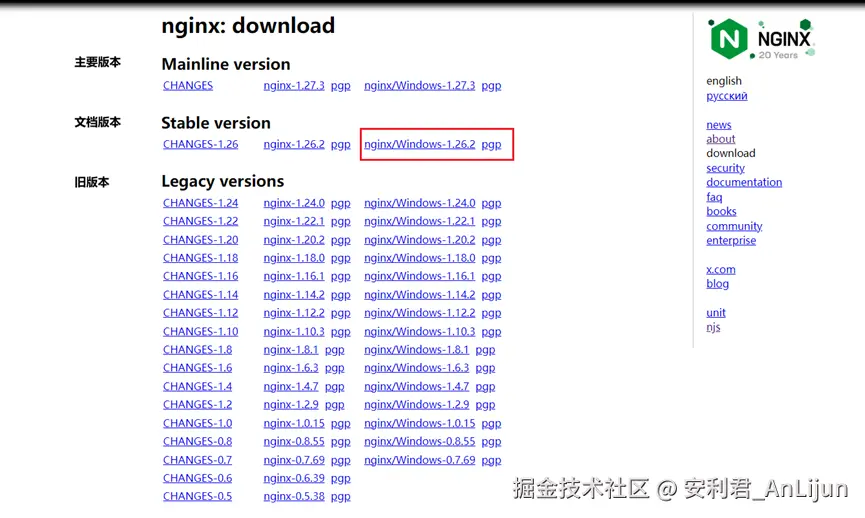 nginx: download
主要版本 Mainline version
CHANGES nginx-1.27.3 pgp nginx/Windows-1.27.3 pgp
文档版本 Stable version
CHANGES-1.26 nginx-1.26.2 pgp nginx/Windows-1.26.2 pgp
旧版本 Legacy versions
CHANGES-1.24 nginx-1.24.0 pgp nginx/Windows-1.24.0 pgp
CHANGES-1.22 nginx-1.22.1 pgp nginx/Windows-1.22.1 pgp
CHANGES-1.20 nginx-1.20.2 pgp nginx/Windows-1.20.2 pgp
CHANGES-1.18 nginx-1.18.0 pgp nginx/Windows-1.18.0 pgp
CHANGES-1.16 nginx-1.16.1 pgp nginx/Windows-1.16.1 pgp
CHANGES-1.14 nginx-1.14.2 pgp nginx/Windows-1.14.2 pgp
CHANGES-1.12 nginx-1.12.2 pgp nginx/Windows-1.12.2 pgp
CHANGES-1.10 nginx-1.10.3 pgp nginx/Windows-1.10.3 pgp
CHANGES-1.8 nginx-1.8.1 pgp nginx/Windows-1.8.1 pgp
CHANGES-1.6 nginx-1.6.3 pgp nginx/Windows-1.6.3 pgp
CHANGES-1.4 nginx-1.4.7 pgp nginx/Windows-1.4.7 pgp
CHANGES-1.2 nginx-1.2.9 pgp nginx/Windows-1.2.9 pgp
CHANGES-1.0 nginx-1.0.15 pgp nginx/Windows-1.0.15 pgp
CHANGES-0.8 nginx-0.8.55 pgp nginx/Windows-0.8.55 pgp
CHANGES-0.7 nginx-0.7.69 pgp nginx/Windows-0.7.69 pgp
CHANGES-0.6 nginx-0.6.39 pgp
CHANGES-0.5 nginx-0.5.38 pgp
N NGINX
20 Years
english
русский
news
about
download
security
documentation
faq
books
community
enterprise
x.com
blog
unit
njs
掘金技术社区 @ 安利君_AnLijun